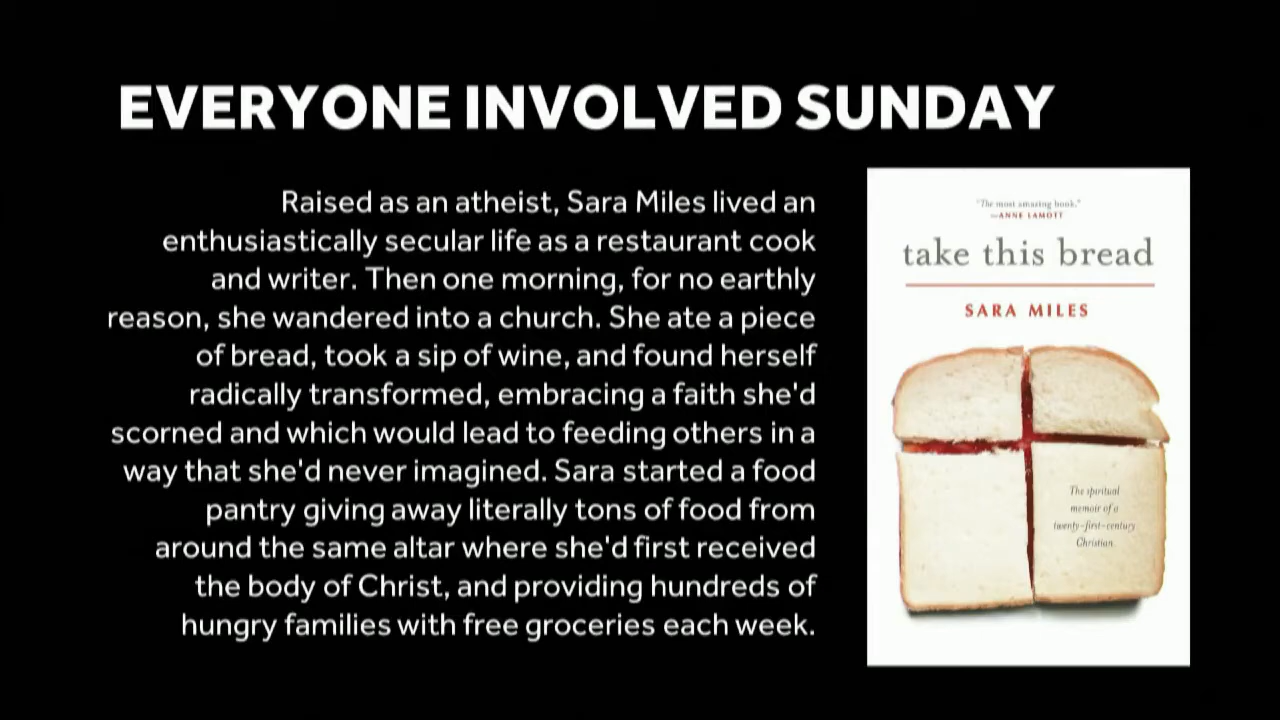 EVERYONE INVOLVED SUNDAY
Raised as an atheist, Sara Miles lived an
enthusiastically secular life as a restaurant cook
and writer. Then one morning, for no earthly
reason, she wandered into a church. She ate a piece
of bread, took a sip of wine, and found herself
radically transformed, embracing a faith she'd
scorned and which would lead to feeding others in a
way that she'd never imagined. Sara started a food
pantry giving away literally tons of food from
around the same altar where she'd first received
the body of Christ, and providing hundreds of
hungry families with free groceries each week.
"The most amazing book."
—ANNE LAMOTT
take this bread
SARA MILES
The spiritual
memoir of a
twenty-first-century
Christian